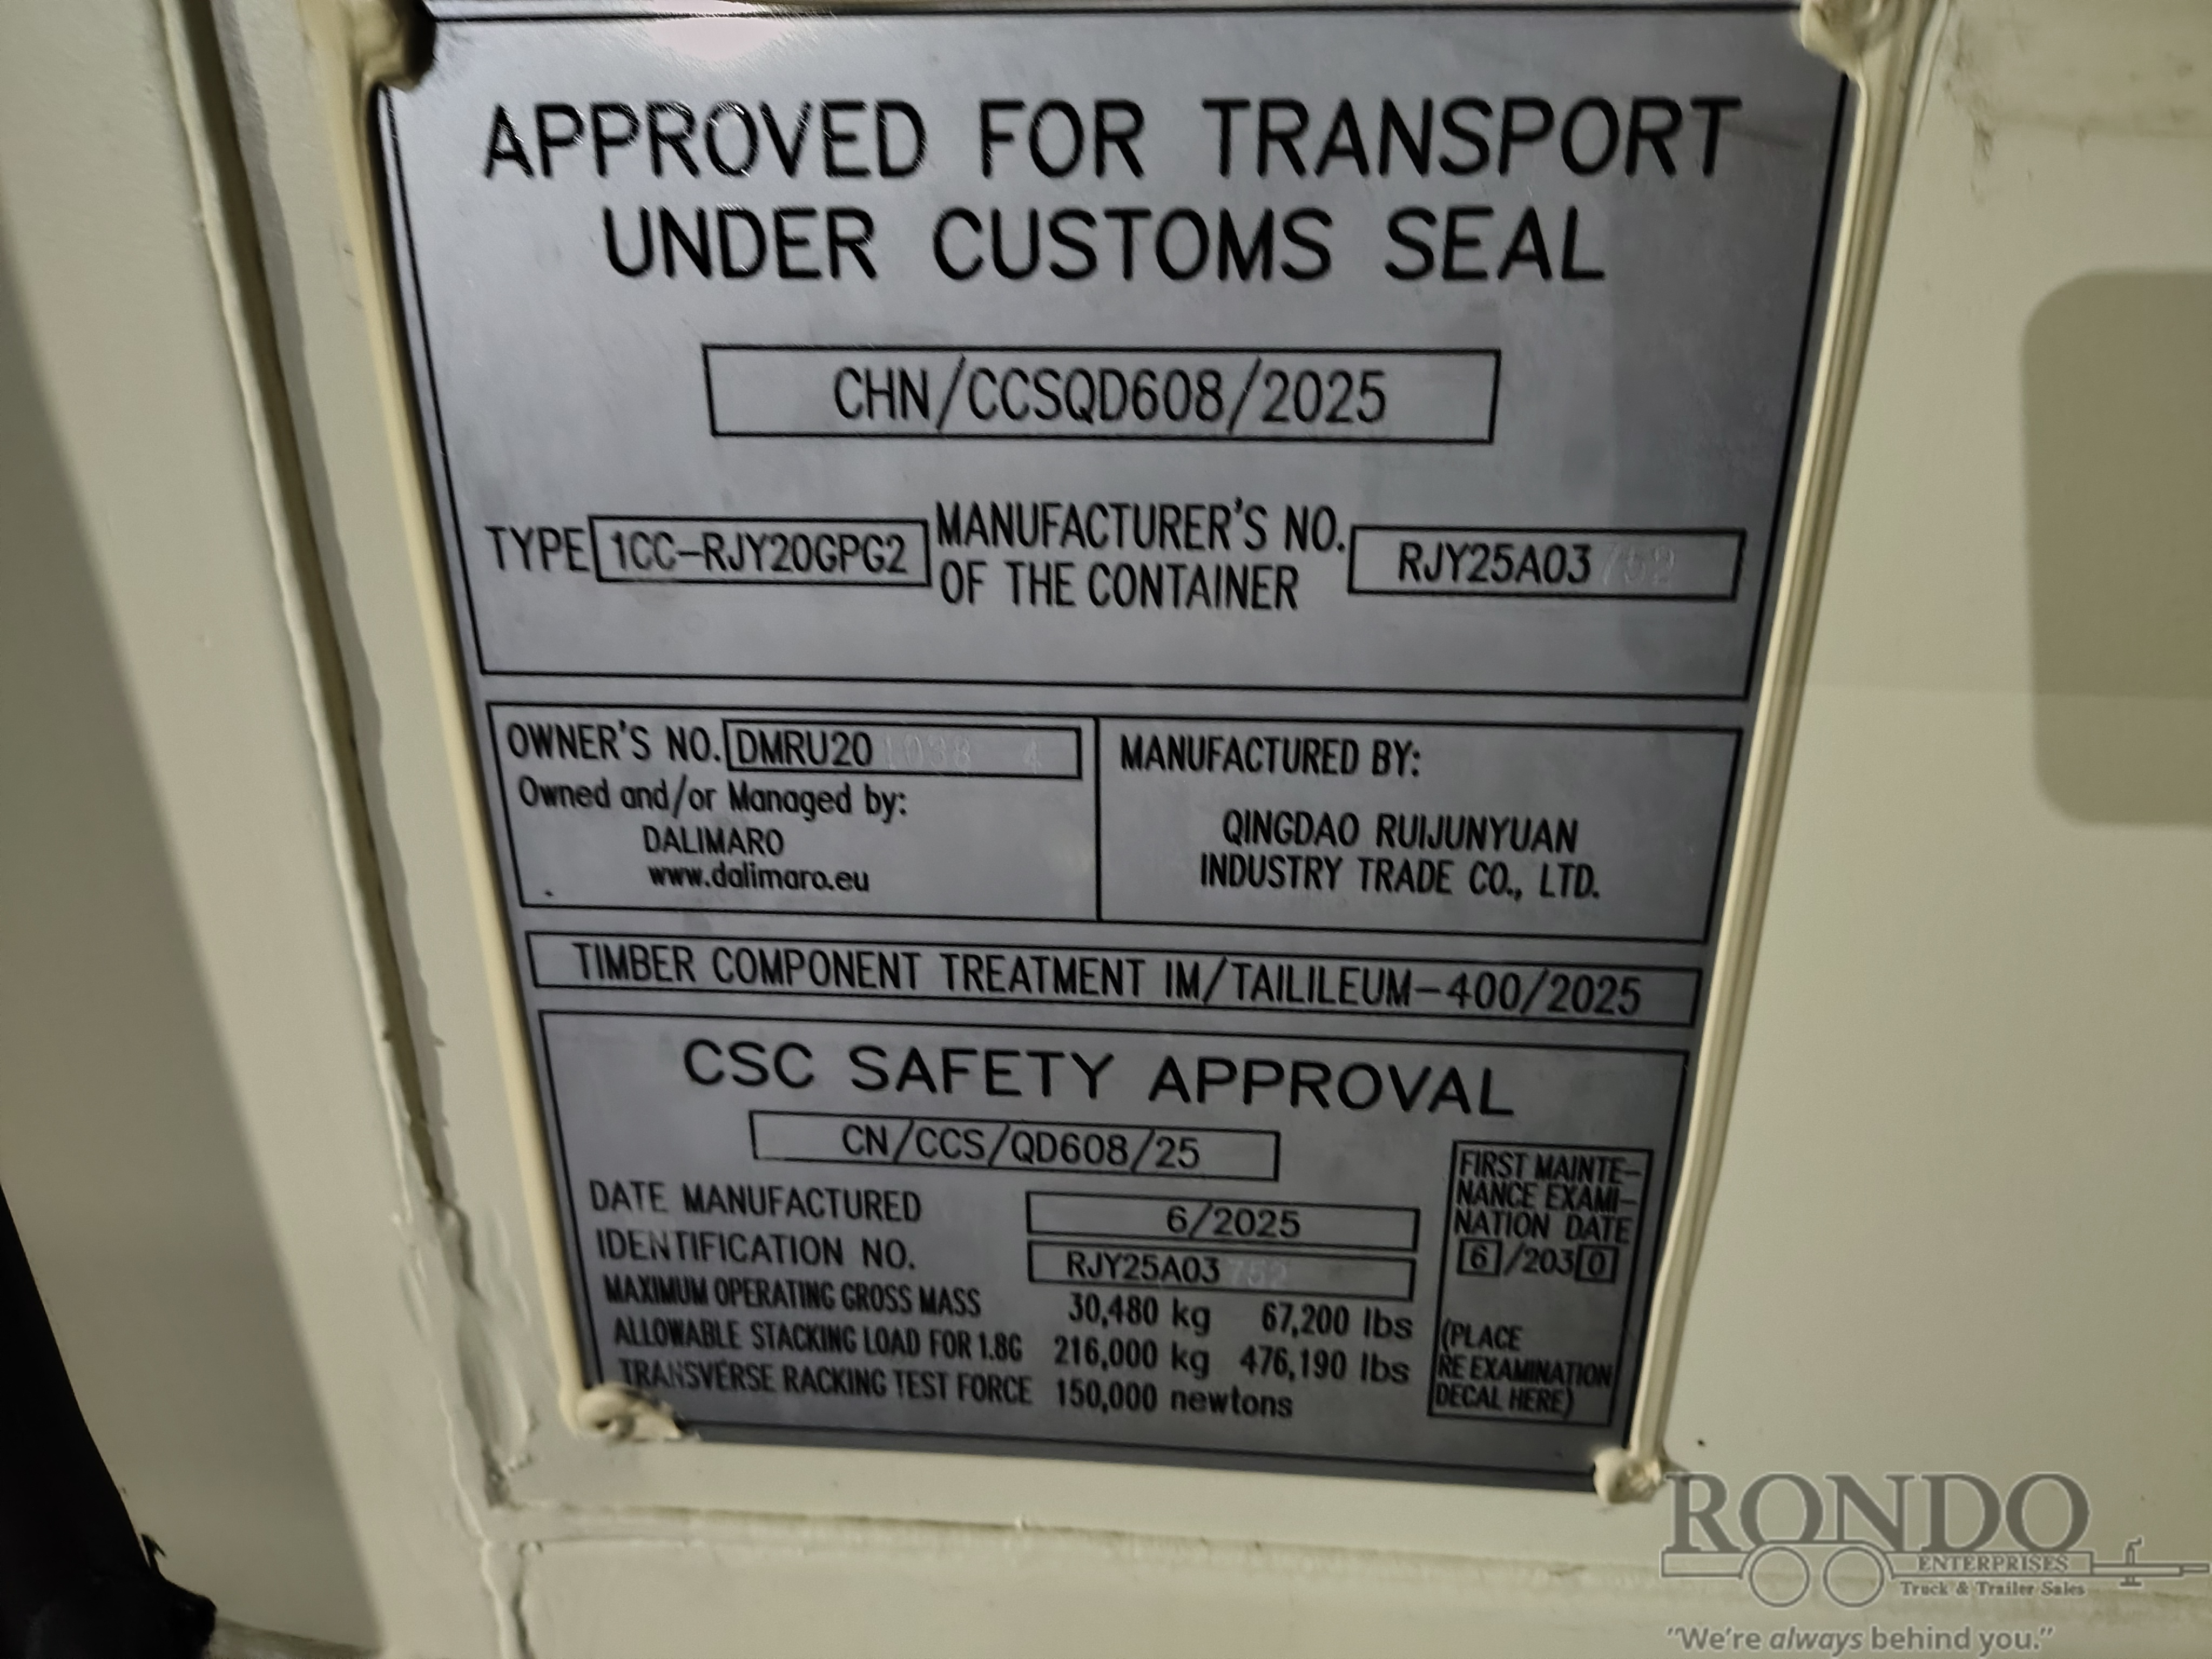 APPROVED FOR TRANSPORT
UNDER CUSTOMS SEAL
CHN/CCSQD608/2025
TYPE 1CC-RJY20GPG2 MANUFACTURER'S NO. OF THE CONTAINER RJY25A03752
OWNER'S NO. DMRU20 1038 4
Owned and/or Managed by:
DALIMARO
www.dalimaro.eu
MANUFACTURED BY:
QINGDAO RUIJUNYUAN
INDUSTRY TRADE CO., LTD.
TIMBER COMPONENT TREATMENT IM/TAILILEUM-400/2025
CSC SAFETY APPROVAL
CN/CCS/QD608/25
DATE MANUFACTURED 6/2025
IDENTIFICATION NO. RJY25A03752
MAXIMUM OPERATING GROSS MASS 30,480 kg 67,200 lbs
ALLOWABLE STACKING LOAD FOR 1.8G 216,000 kg 476,190 lbs
TRANSVERSE RACKING TEST FORCE 150,000 newtons
FIRST MAINTE-
NANCE EXAMI-
NATION DATE
6/2030
(PLACE
RE EXAMINATION
DECAL HERE)
RONDO
ENTERPRISES
Truck & Trailer Sales
"We're always behind you."